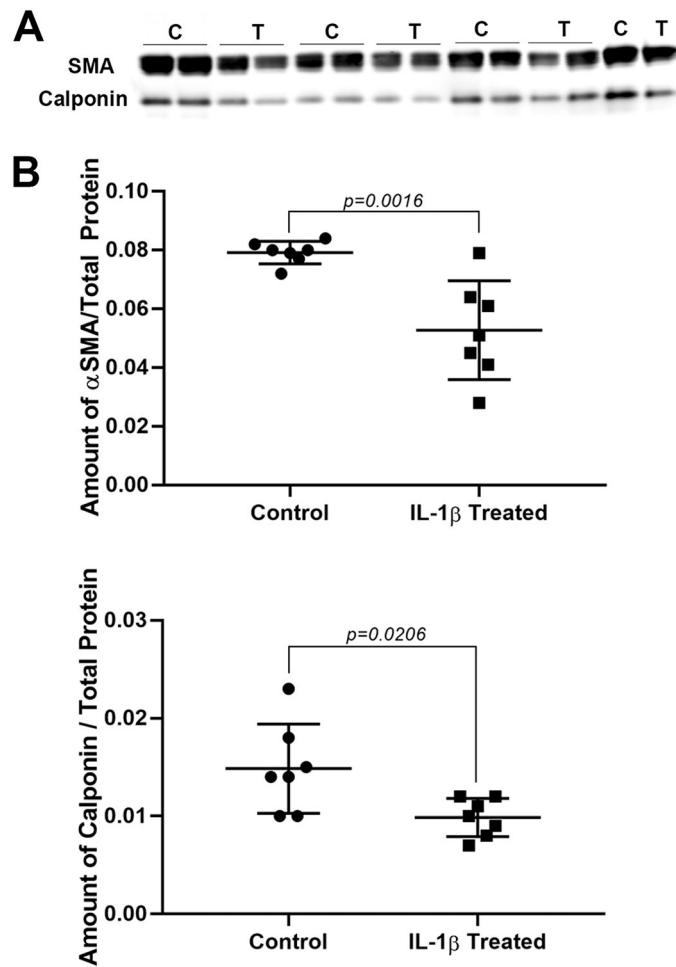 A
C T C T C T C T
SMA
Calponin
B
Amount of αSMA/Total Protein
0.10
0.08
0.06
0.04
0.02
0.00
p=0.0016
Control IL-1β Treated
Amount of Calponin / Total Protein
0.03
0.02
0.01
0.00
p=0.0206
Control IL-1β Treated